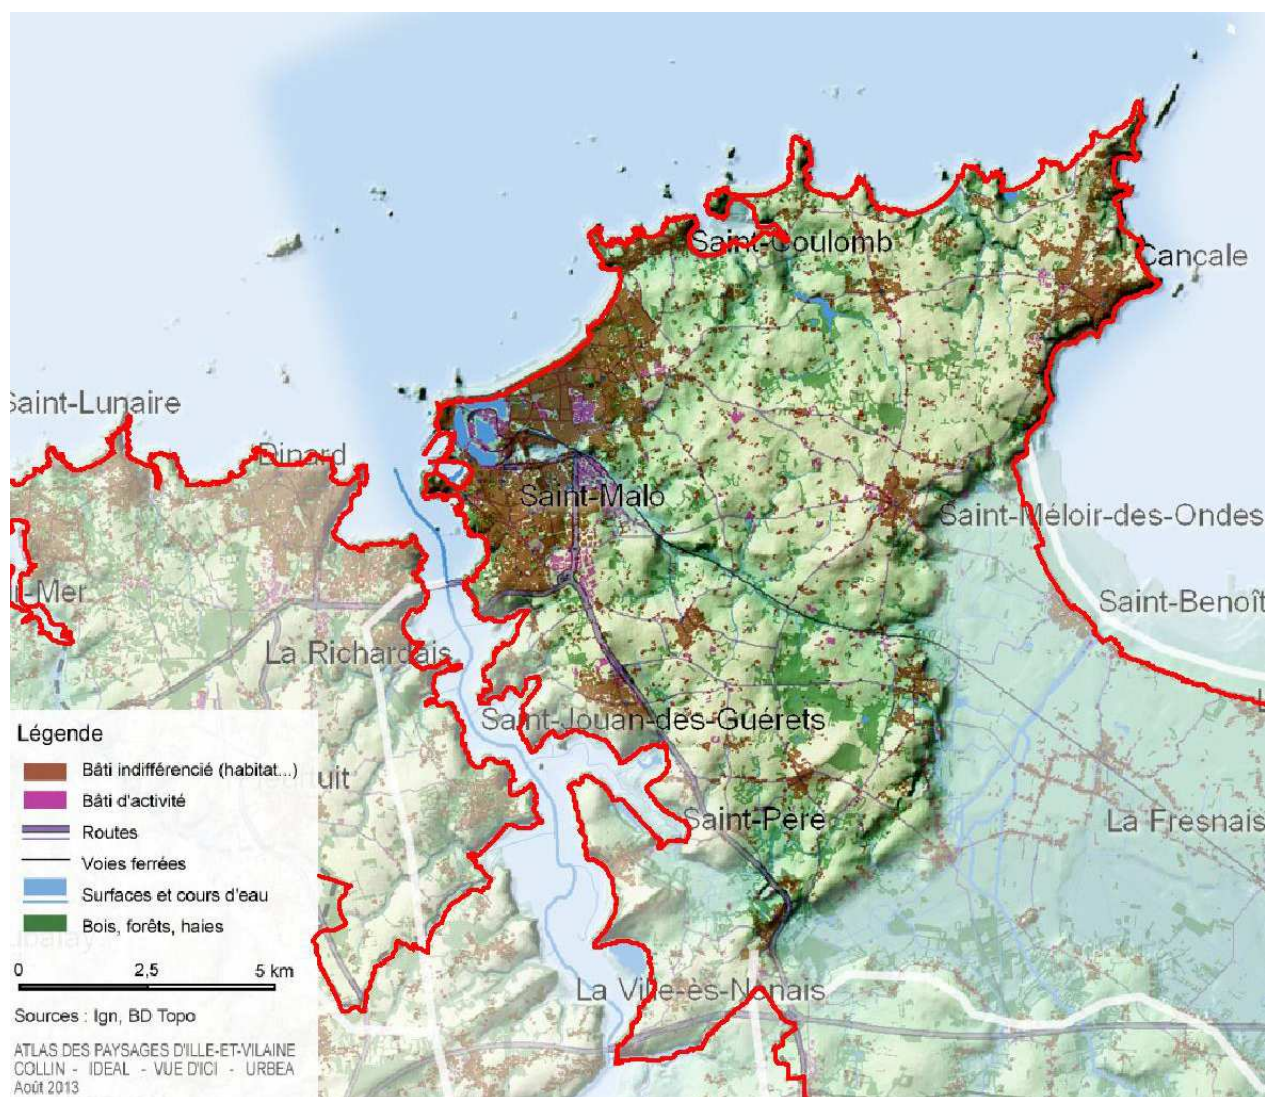 Saint-Coulomb
Cancale
Saint-Lunaire
Dinard
Saint-Malo
Saint-Méloir-des-Ondes
Saint-Benoît
r-Mer
La Richardais
Saint-Jouan-des-Guérets
Saint-Père
La Fresnais
La Ville-ès-Nonais
Légende
Bâti indifférencié (habitat...)
Bâti d'activité
Routes
Voies ferrées
Surfaces et cours d'eau
Bois, forêts, haies
0 2,5 5 km
Sources : Ign, BD Topo
ATLAS DES PAYSAGES D'ILLE-ET-VILAINE
COLLIN - IDEAL - VUE D'ICI - URBEA
Août 2013